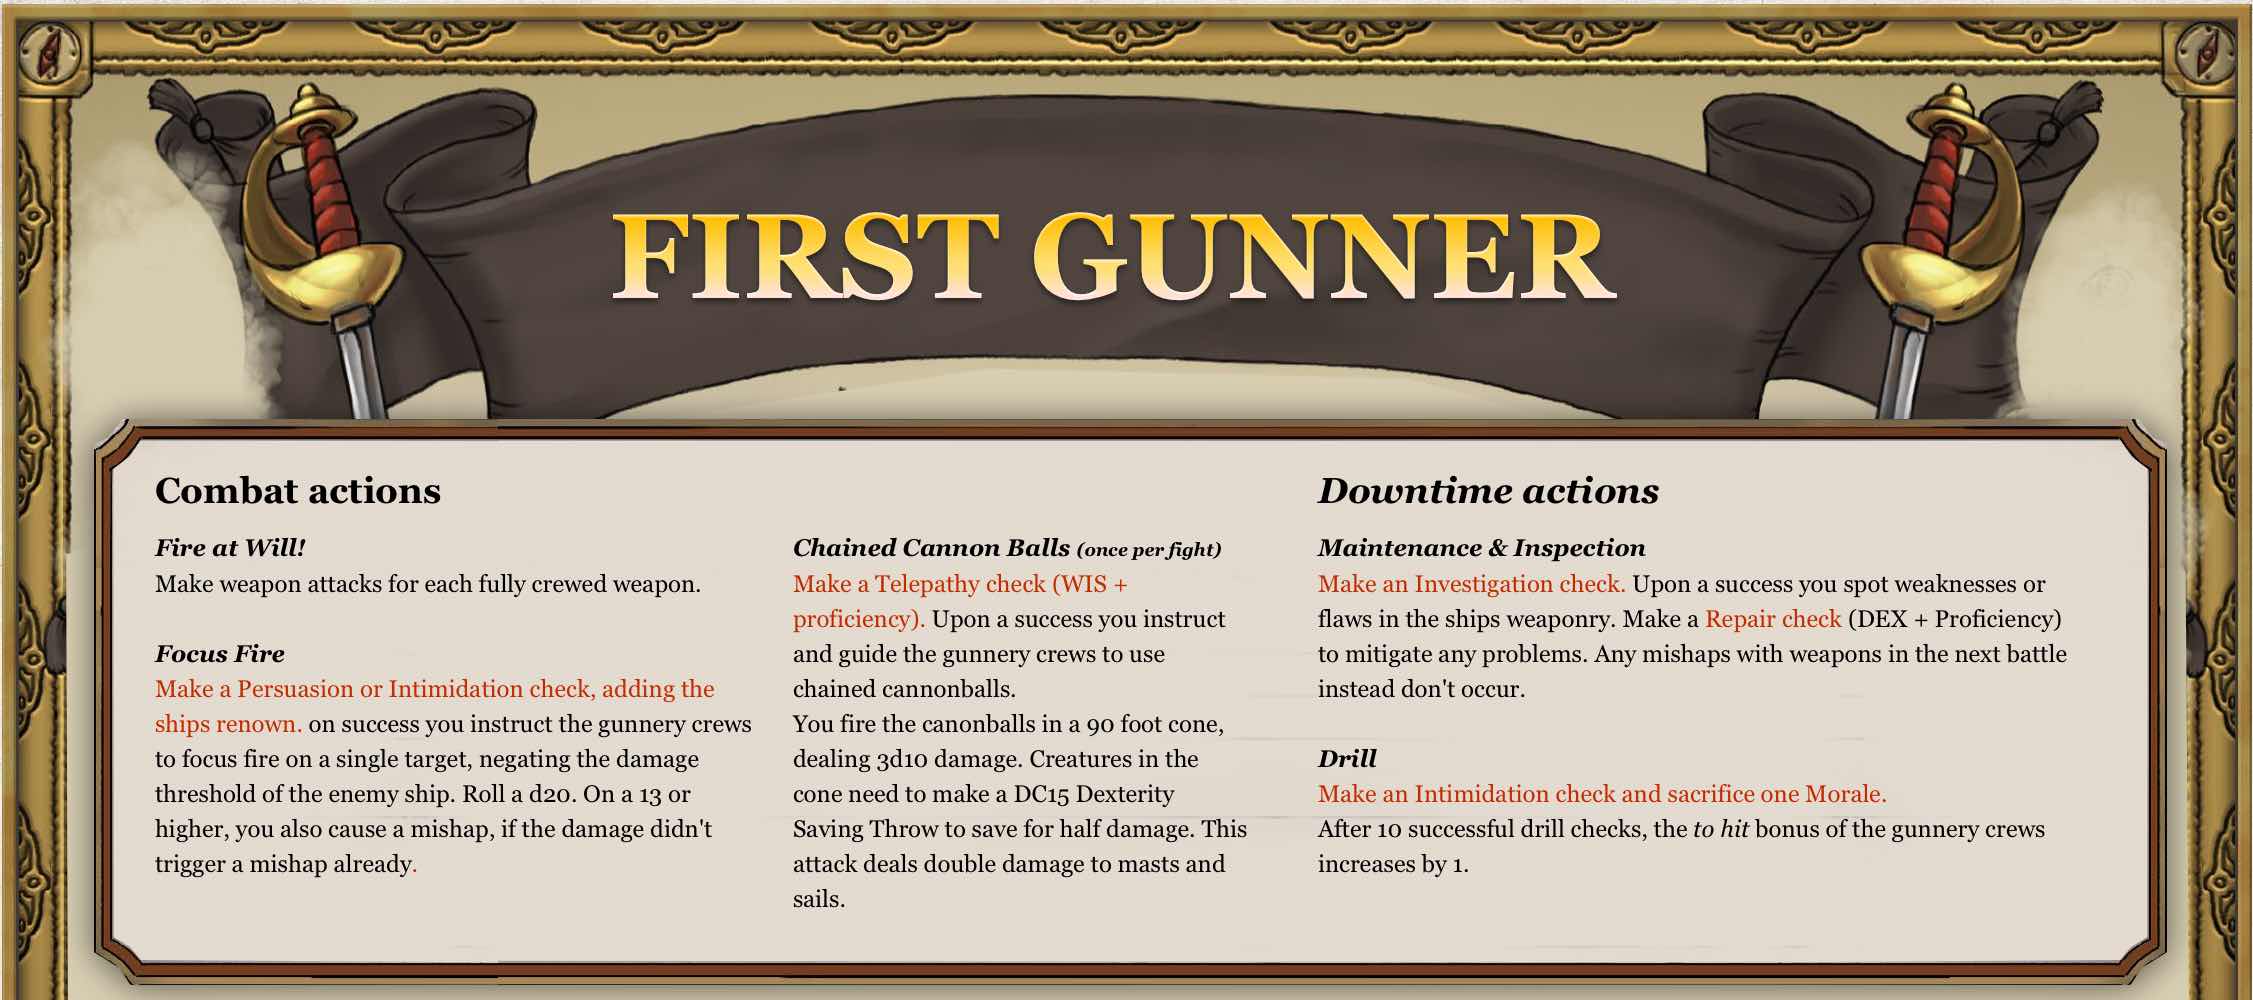 FIRST GUNNER
Combat actions
Fire at Will!
Make weapon attacks for each fully crewed weapon.
Focus Fire
Make a Persuasion or Intimidation check, adding the
ships renown. on success you instruct the gunnery crews
to focus fire on a single target, negating the damage
threshold of the enemy ship. Roll a d20. On a 13 or
higher, you also cause a mishap, if the damage didn't
trigger a mishap already.
Chained Cannon Balls (once per fight)
Make a Telepathy check (WIS +
proficiency). Upon a success you instruct
and guide the gunnery crews to use
chained cannonballs.
You fire the canonballs in a 90 foot cone,
dealing 3d10 damage. Creatures in the
cone need to make a DC15 Dexterity
Saving Throw to save for half damage. This
attack deals double damage to masts and
sails.
Downtime actions
Maintenance & Inspection
Make an Investigation check. Upon a success you spot weaknesses or
flaws in the ships weaponry. Make a Repair check (DEX + Proficiency)
to mitigate any problems. Any mishaps with weapons in the next battle
instead don't occur.
Drill
Make an Intimidation check and sacrifice one Morale.
After 10 successful drill checks, the to hit bonus of the gunnery crews
increases by 1.